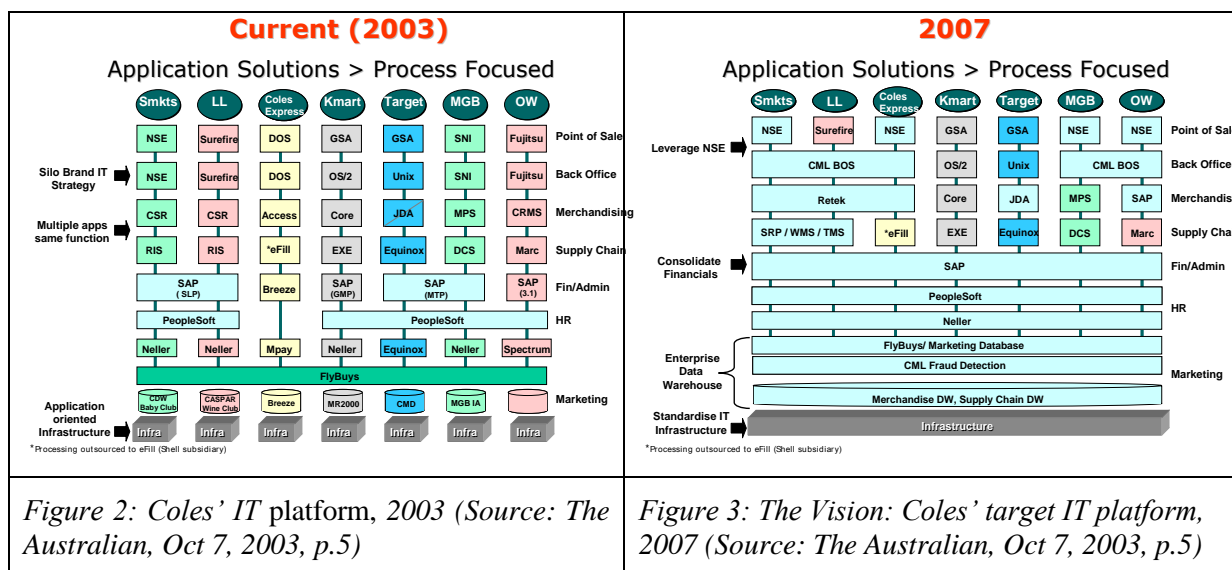 Current (2003)
Application Solutions > Process Focused
Smkts LL Coles Express Kmart Target MGB OW
NSE Surefire DOS GSA GSA SNI Fujitsu Point of Sale
Silo Brand IT Strategy
NSE Surefire DOS OS/2 Unix SNI Fujitsu Back Office
Multiple apps same function
CSR CSR Access Core JDA MPS CRMS Merchandising
RIS RIS *eFill EXE Equinox DCS Marc Supply Chain
SAP (SLP) Breeze SAP (GMP) SAP (MTP) SAP (3.1) Fin/Admin
PeopleSoft PeopleSoft HR
Neller Neller Mpay Neller Equinox Neller Spectrum
FlyBuys
CDW Baby Club CASPAR Wine Club Breeze MR2000 CMD MGB IA Marketing
Application oriented Infrastructure
Infra Infra Infra Infra Infra Infra Infra
*Processing outsourced to eFill (Shell subsidiary)
Figure 2: Coles' IT platform, 2003 (Source: The
Australian, Oct 7, 2003, p.5)
2007
Application Solutions > Process Focused
Smkts LL Coles Express Kmart Target MGB OW
NSE Surefire NSE GSA GSA NSE NSE Point of Sal
Leverage NSE
CML BOS OS/2 Unix CML BOS Back Office
Retek Core JDA MPS SAP Merchandis
SRP / WMS / TMS *eFill EXE Equinox DCS Marc Supply Cha
Consolidate Financials
SAP Fin/Admin
PeopleSoft
HR
Neller
Enterprise Data Warehouse
FlyBuys/ Marketing Database
CML Fraud Detection
Marketing
Merchandise DW, Supply Chain DW
Standardise IT Infrastructure
Infrastructure
*Processing outsourced to eFill (Shell subsidiary)
Figure 3: The Vision: Coles' target IT platform,
2007 (Source: The Australian, Oct 7, 2003, p.5)